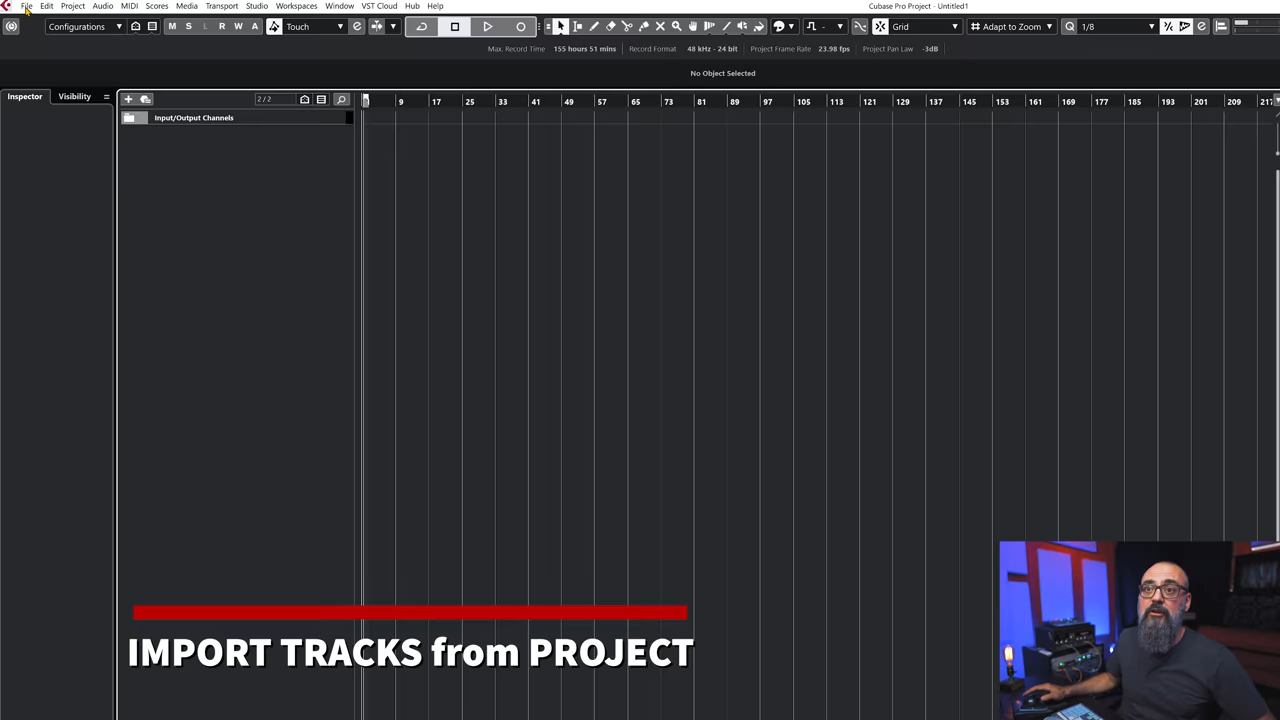 File Edit Project Audio MIDI Scores Media Transport Studio Workspaces Window VST Cloud Hub Help Cubase Pro Project - Untitled1
Configurations M S L R W A Touch Grid Adapt to Zoom Q 1/8
Max. Record Time 155 hours 51 mins Record Format 48 kHz - 24 bit Project Frame Rate 23.98 fps Project Pan Law -3dB
No Object Selected
Inspector Visibility 2/2 9 17 25 33 41 49 57 65 73 81 89 97 105 113 121 129 137 145 153 161 169 177 185 193 201 209 217
Input/Output Channels
IMPORT TRACKS from PROJECT